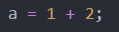 a = 1 + 2;